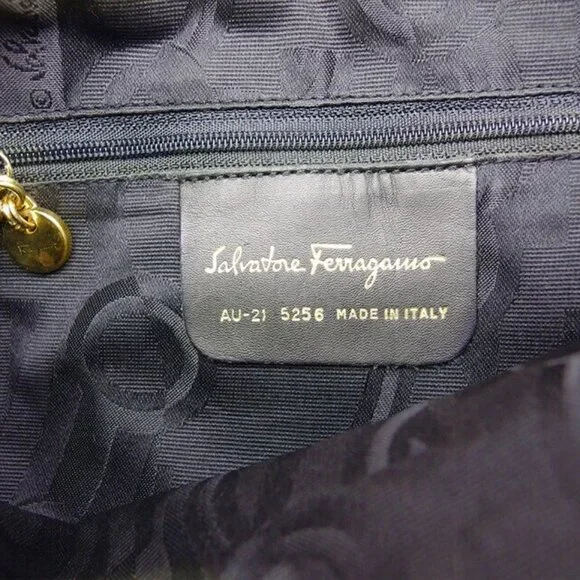 Salvatore Ferragamo
AU-21 5256 MADE IN ITALY